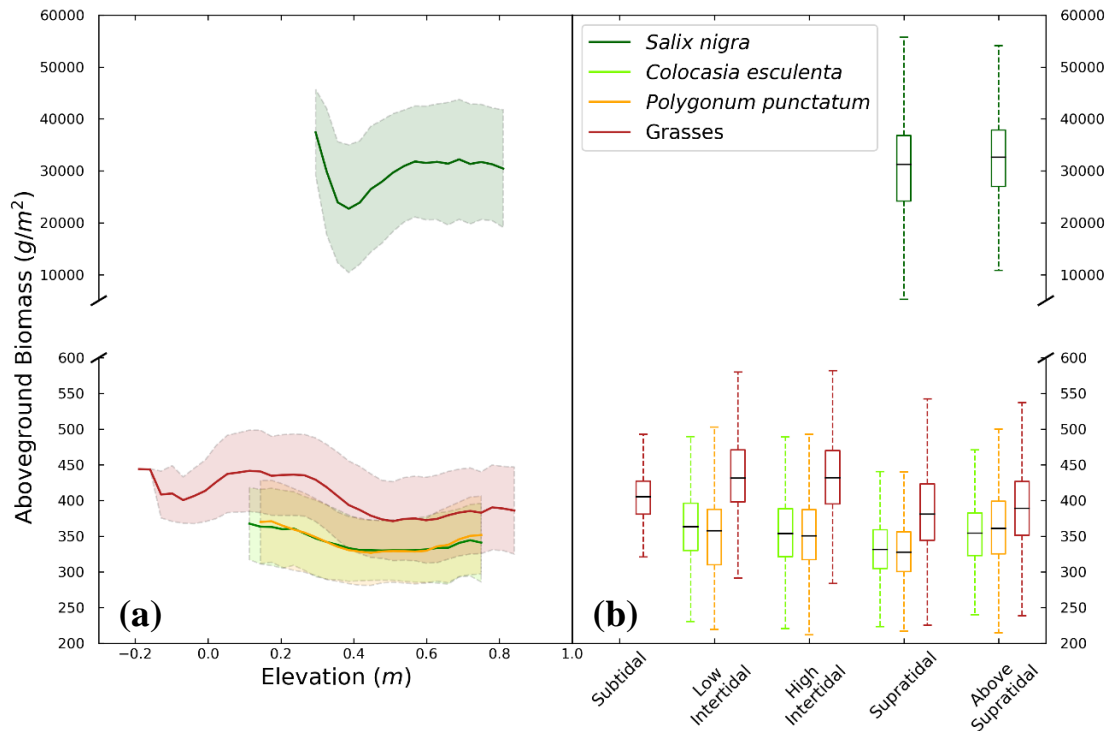 Aboveground Biomass (g/m²)
60000
50000
40000
30000
20000
10000
600
550
500
450
400
350
300
250
200
(a)
−0.2
0.0
0.2
0.4
0.6
0.8
1.0
Elevation (m)
Salix nigra
Colocasia esculenta
Polygonum punctatum
Grasses
(b)
Subtidal
Low
Intertidal
High
Intertidal
Supratidal
Above
Supratidal
60000
50000
40000
30000
20000
10000
600
550
500
450
400
350
300
250
200